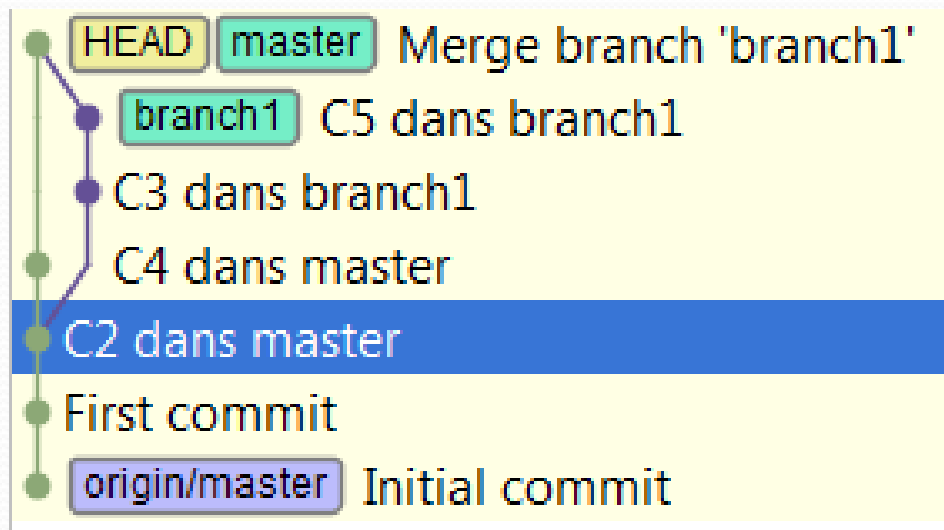 HEAD master Merge branch 'branch1'
branch1 C5 dans branch1
C3 dans branch1
C4 dans master
C2 dans master
First commit
origin/master Initial commit